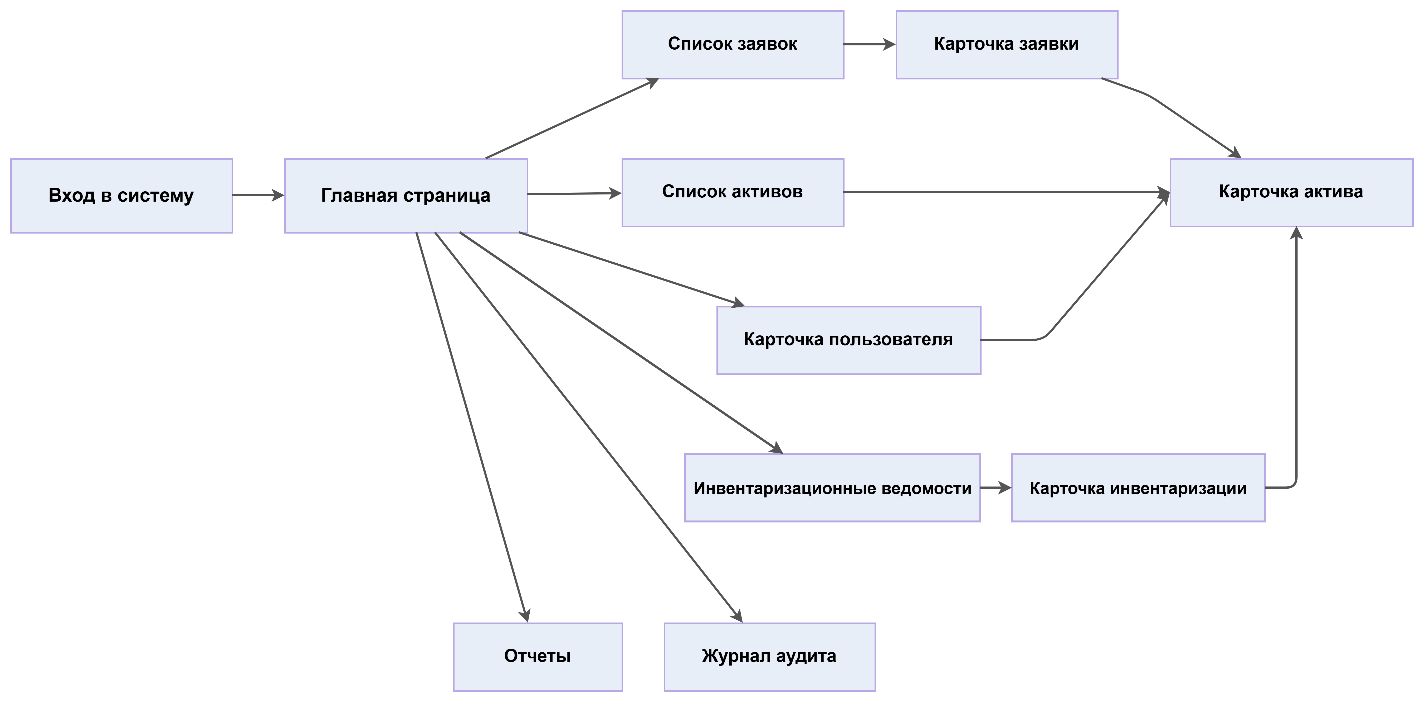 Список заявок
Карточка заявки
Вход в систему
Главная страница
Список активов
Карточка актива
Карточка пользователя
Инвентаризационные ведомости
Карточка инвентаризации
Отчеты
Журнал аудита